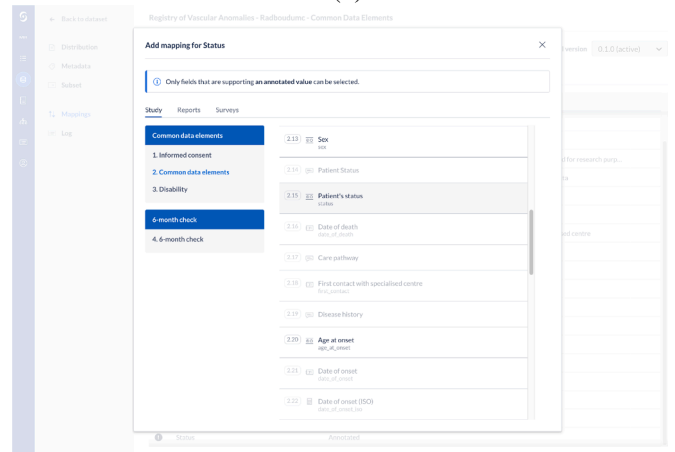 Back to dataset
Registry of Vascular Anomalies - Radboudumc - Common Data Elements
Distribution
Metadata
Subset
Mappings
Log
version 0.1.0 (active)
Add mapping for Status
Only fields that are supporting an annotated value can be selected.
Study Reports Surveys
Common data elements
1. Informed consent
2. Common data elements
3. Disability
6-month check
4. 6-month check
2.13 Sex
sex
2.14 Patient Status
2.15 Patient's status
status
2.16 Date of death
date_of_death
2.17 Care pathway
2.18 First contact with specialised centre
first_contact
2.19 Disease history
2.20 Age at onset
age_at_onset
2.21 Date of onset
date_of_onset
2.22 Date of onset (ISO)
date_of_onset_iso
d for research purp...
ta
ed centre
Status Annotated